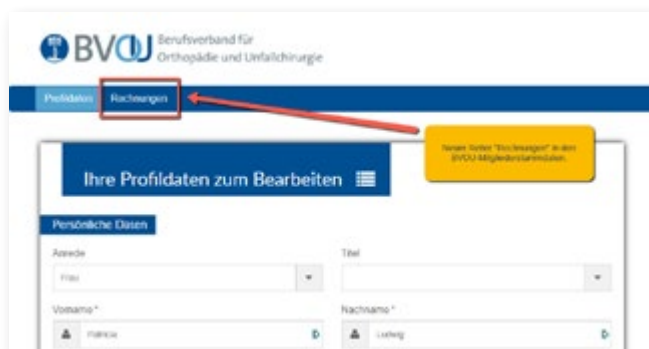 BVOU Berufsverband für
Orthopädie und Unfallchirurgie
Profildaten Rechnungen
Neuer Reiter "Rechnungen" in den
BVOU-Mitgliederstammdaten.
Ihre Profildaten zum Bearbeiten
Persönliche Daten
Anrede Titel
Frau
Vorname * Nachname *
Patricia Ludwig